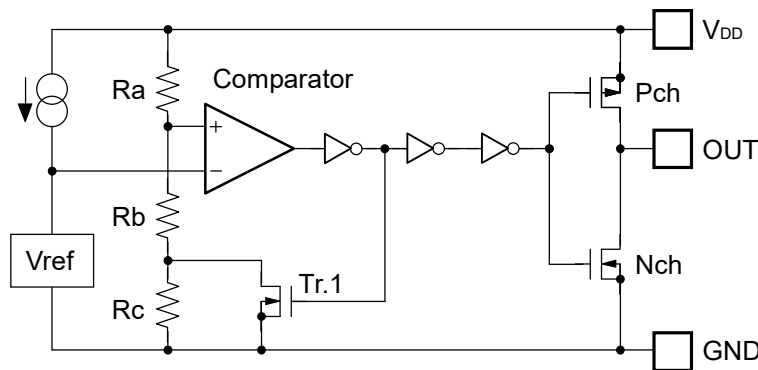 VDD
Ra
Comparator
Pch
+
−
OUT
Rb
Vref
Tr.1
Nch
Rc
GND